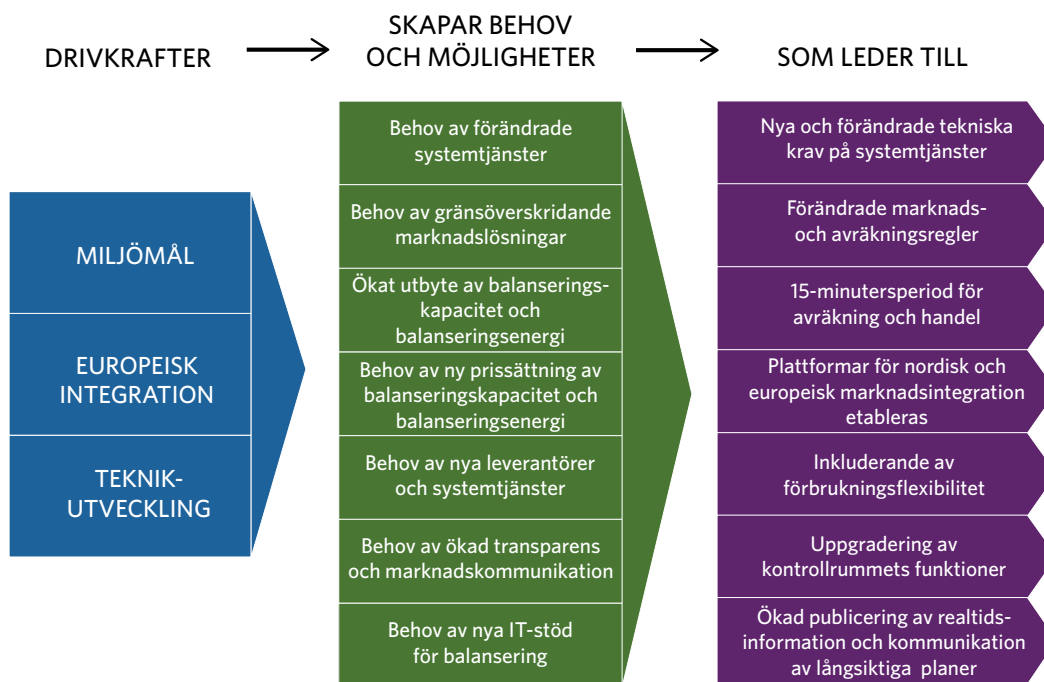 DRIVKRAFTER
SKAPAR BEHOV
OCH MÖJLIGHETER
SOM LEDER TILL
MILJÖMÅL
EUROPEISK
INTEGRATION
TEKNIK-
UTVECKLING
Behov av förändrade
systemtjänster
Behov av gränsöverskridande
marknadslösningar
Ökat utbyte av balanserings-
kapacitet och
balanseringsenergi
Behov av ny prissättning av
balanseringskapacitet och
balanseringsenergi
Behov av nya leverantörer
och systemtjänster
Behov av ökad transparens
och marknadskommunikation
Behov av nya IT-stöd
för balansering
Nya och förändrade tekniska
krav på systemtjänster
Förändrade marknads-
och avräkningsregler
15-minutersperiod för
avräkning och handel
Plattformar för nordisk och
europeisk marknadsintegration
etableras
Inkluderande av
förbrukningsflexibilitet
Uppgradering av
kontrollrummets funktioner
Ökad publicering av realtids-
information och kommunikation
av långsiktiga planer